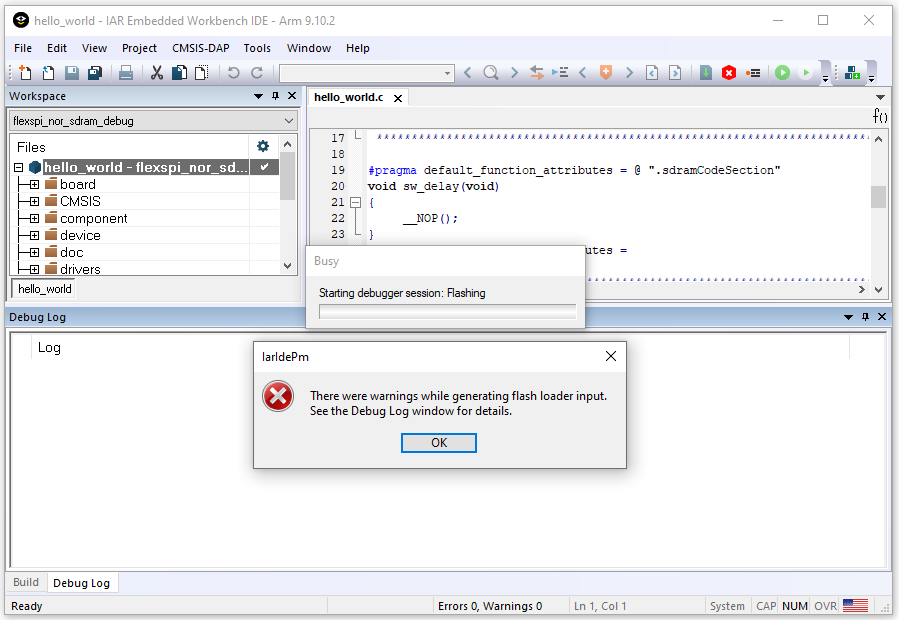 hello_world - IAR Embedded Workbench IDE - Arm 9.10.2
File Edit View Project CMSIS-DAP Tools Window Help
Workspace
hello_world.c
flexspi_nor_sdram_debug
f()
Files
hello_world - flexspi_nor_sd...
board
CMSIS
component
device
doc
drivers
hello_world
17 ******************************************************************************
18
19 #pragma default_function_attributes = @ ".sdramCodeSection"
20 void sw_delay(void)
21 {
22 __NOP();
23 }
utes =
Busy
Starting debugger session: Flashing
Debug Log
Log
IarIdePm
There were warnings while generating flash loader input.
See the Debug Log window for details.
OK
Build Debug Log
Ready Errors 0, Warnings 0 Ln 1, Col 1 System CAP NUM OVR